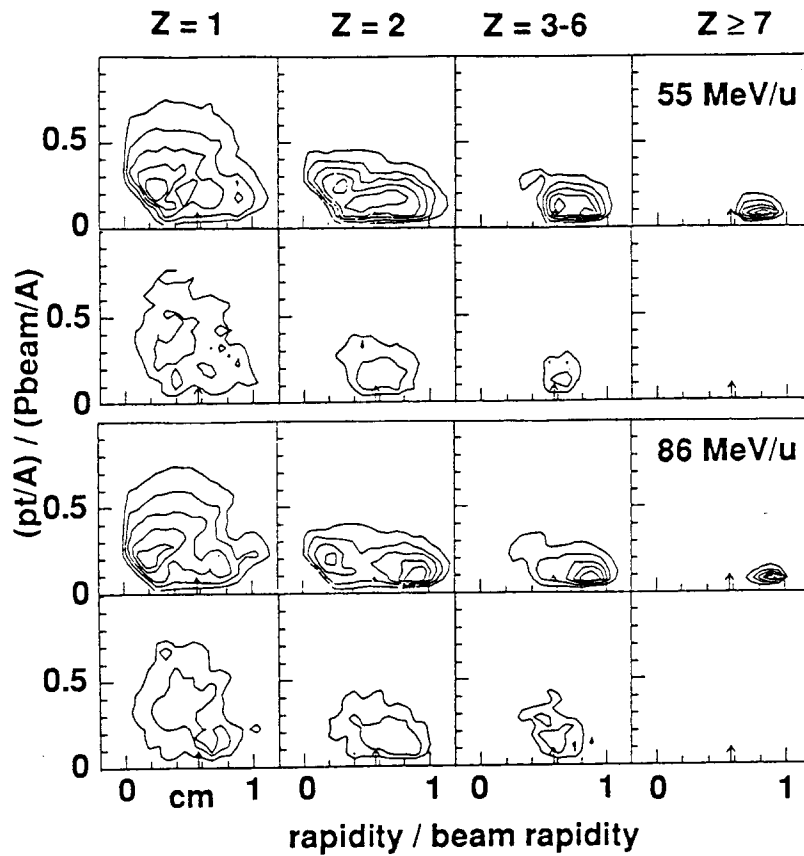 Z = 1 Z = 2 Z = 3-6 Z ≥ 7
55 MeV/u
0.5
0
0.5
0
86 MeV/u
0.5
0
0.5
0
(pt/A) / (Pbeam/A)
0 1 0 1 0 1 0 1
cm
rapidity / beam rapidity